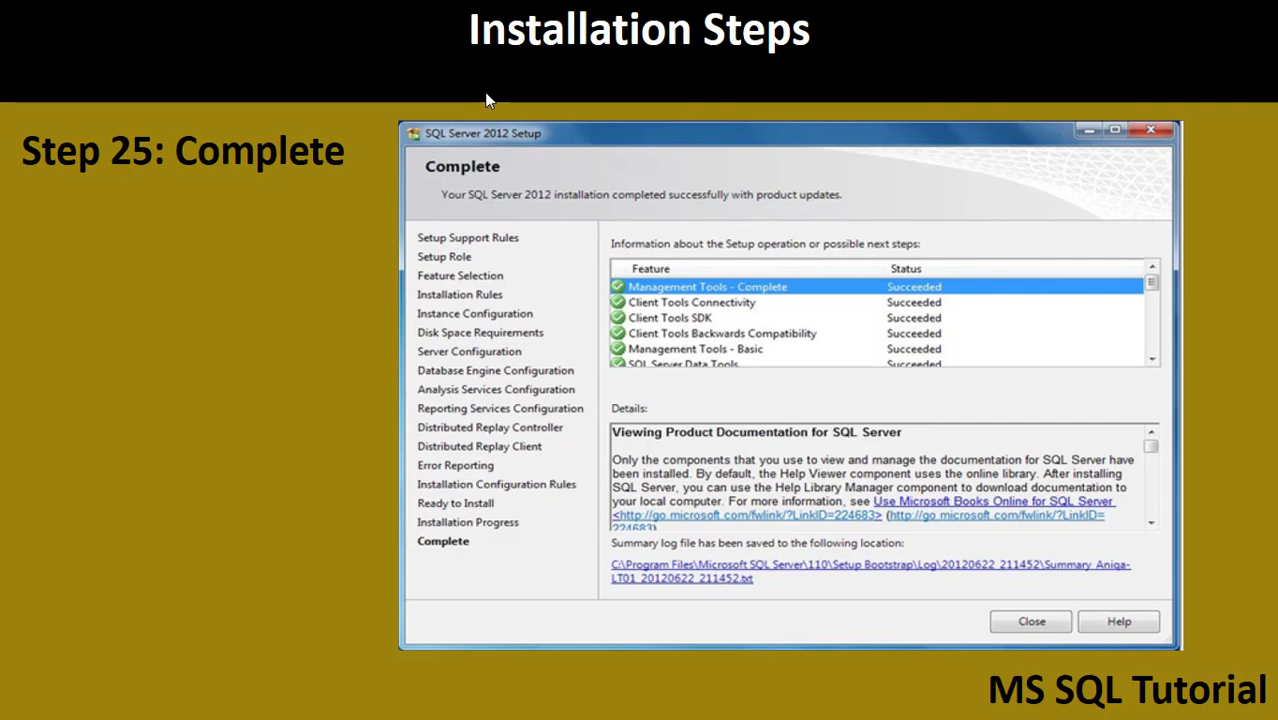 Installation Steps
Step 25: Complete
SQL Server 2012 Setup
Complete
Your SQL Server 2012 installation completed successfully with product updates.
Setup Support Rules
Setup Role
Feature Selection
Installation Rules
Instance Configuration
Disk Space Requirements
Server Configuration
Database Engine Configuration
Analysis Services Configuration
Reporting Services Configuration
Distributed Replay Controller
Distributed Replay Client
Error Reporting
Installation Configuration Rules
Ready to Install
Installation Progress
Complete
Information about the Setup operation or possible next steps:
Feature Status
Management Tools - Complete Succeeded
Client Tools Connectivity Succeeded
Client Tools SDK Succeeded
Client Tools Backwards Compatibility Succeeded
Management Tools - Basic Succeeded
SQL Server Data Tools Succeeded
Details:
Viewing Product Documentation for SQL Server
Only the components that you use to view and manage the documentation for SQL Server have
been installed. By default, the Help Viewer component uses the online library. After installing
SQL Server, you can use the Help Library Manager component to download documentation to
your local computer. For more information, see Use Microsoft Books Online for SQL Server
<http://go.microsoft.com/fwlink/?LinkID=224683> (http://go.microsoft.com/fwlink/?LinkID=
224683)
Summary log file has been saved to the following location:
C:\Program Files\Microsoft SQL Server\110\Setup Bootstrap\Log\20120622_211452\Summary_Aniqa-
LT01_20120622_211452.txt
Close Help
MS SQL Tutorial